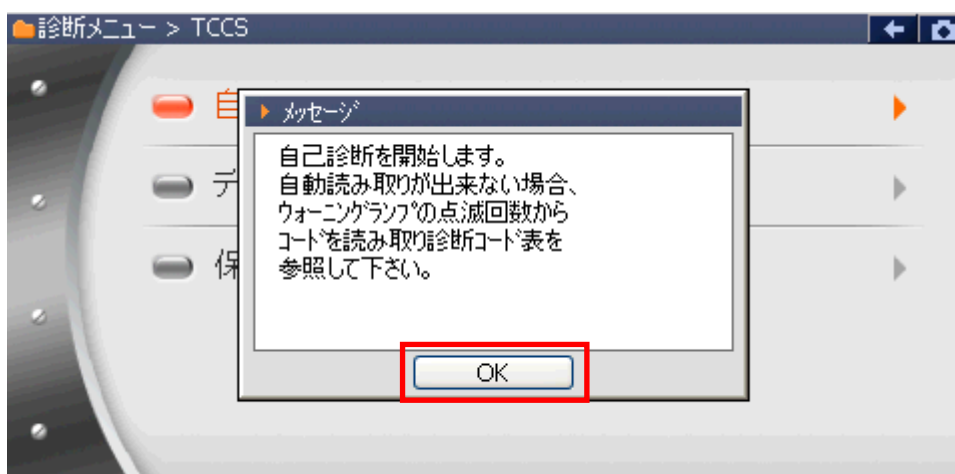 診断メニュー > TCCS
自
メッセージ
自己診断を開始します。
自動読み取りが出来ない場合、
ウォーニングランプの点滅回数から
コードを読み取り診断コード表を
参照して下さい。
デ
保
OK